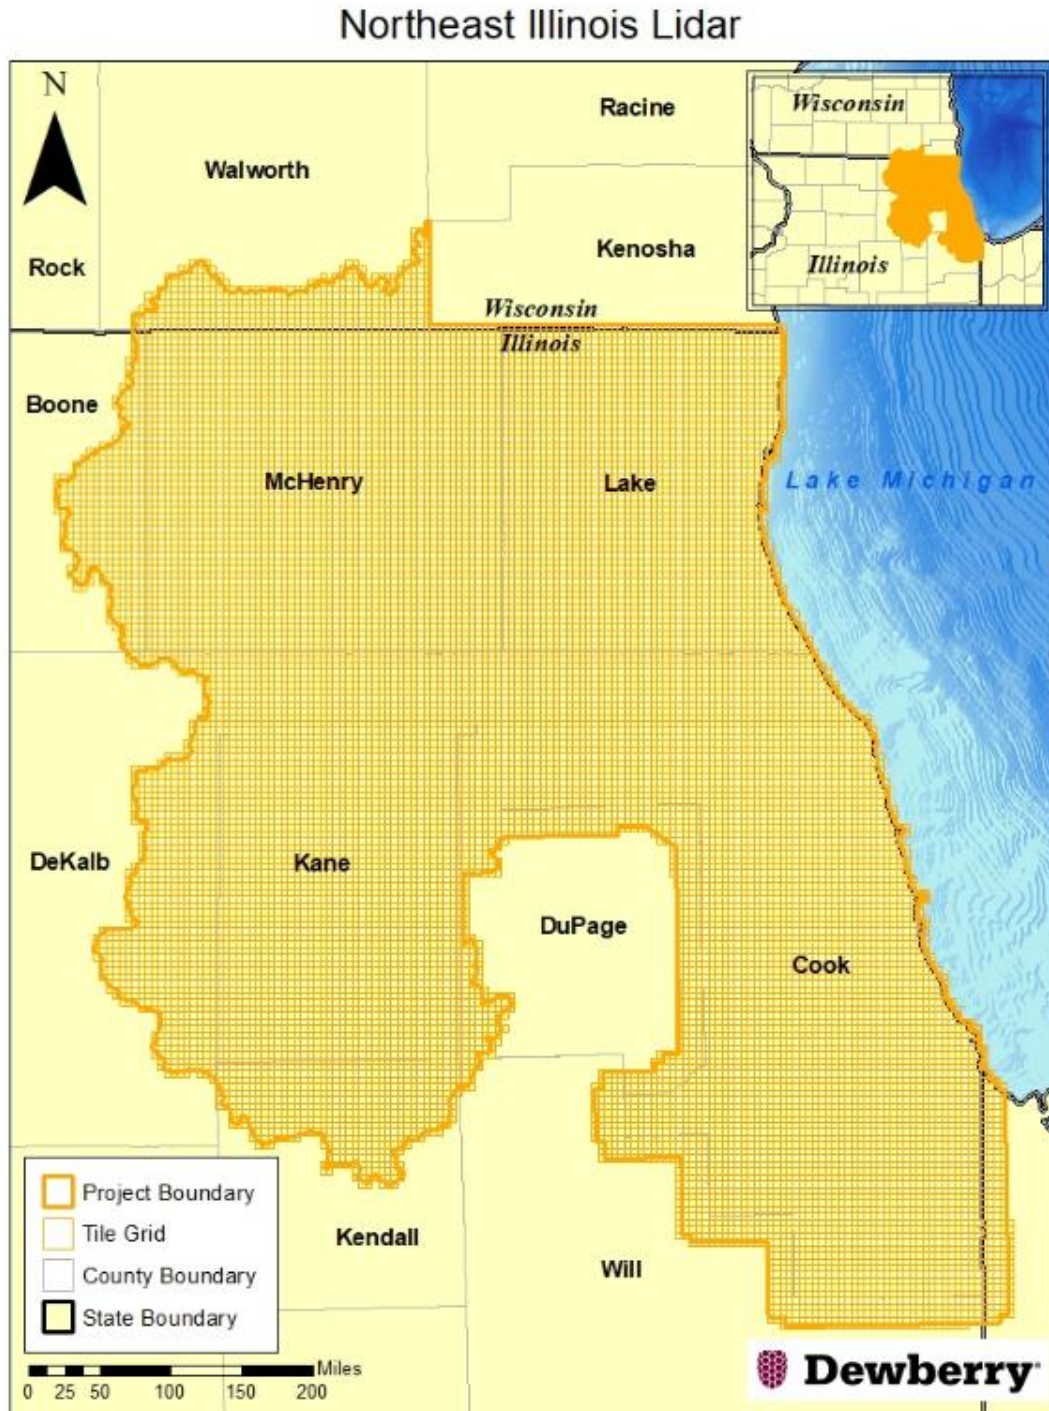 Northeast Illinois Lidar
N
Racine
Wisconsin
Walworth
Kenosha
Rock
Illinois
Wisconsin
Illinois
Boone
McHenry
Lake
Lake Michigan
DeKalb
Kane
DuPage
Cook
Project Boundary
Tile Grid
Kendall
County Boundary
Will
State Boundary
Miles
0 25 50 100 150 200
Dewberry